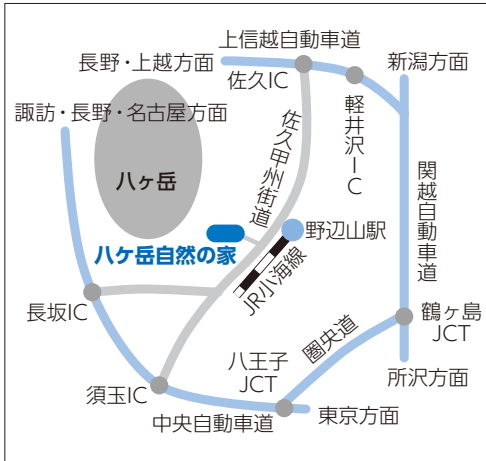 上信越自動車道
長野・上越方面
佐久IC
新潟方面
諏訪・長野・名古屋方面
軽井沢IC
佐久甲州街道
八ヶ岳
関越自動車道
八ケ岳自然の家
野辺山駅
JR小海線
長坂IC
鶴ヶ島
JCT
圏央道
八王子
JCT
所沢方面
須玉IC
中央自動車道
東京方面